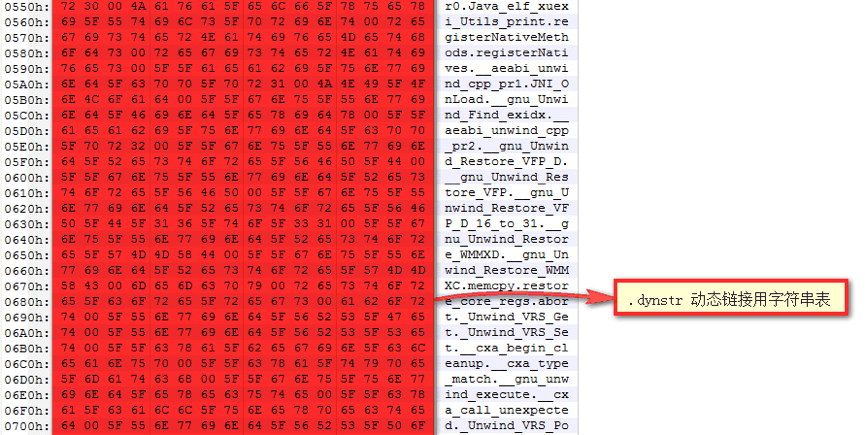 0550h: 72 30 00 4A 61 76 61 5F 65 6C 66 5F 78 75 65 78 r0.Java_elf_xuex
0560h: 69 5F 55 74 69 6C 73 5F 70 72 69 6E 74 00 72 65 i_Utils_print.re
0570h: 67 69 73 74 65 72 4E 61 74 69 76 65 4D 65 74 68 gisterNativeMeth
0580h: 6F 64 73 00 72 65 67 69 73 74 65 72 4E 61 74 69 ods.registerNati
0590h: 76 65 73 00 5F 5F 61 65 61 62 69 5F 75 6E 77 69 ves.__aeabi_unwi
05A0h: 6E 64 5F 63 70 70 5F 70 72 31 00 4A 4E 49 5F 4F nd_cpp_pr1.JNI_O
05B0h: 6E 4C 6F 61 64 00 5F 5F 67 6E 75 5F 55 6E 77 69 nLoad.__gnu_Unwi
05C0h: 6E 64 5F 46 69 6E 64 5F 65 78 69 64 78 00 5F 5F nd_Find_exidx.__
05D0h: 61 65 61 62 69 5F 75 6E 77 69 6E 64 5F 63 70 70 aeabi_unwind_cpp
05E0h: 5F 70 72 32 00 5F 5F 67 6E 75 5F 55 6E 77 69 6E _pr2.__gnu_Unwin
05F0h: 64 5F 52 65 73 74 6F 72 65 5F 56 46 50 5F 44 00 d_Restore_VFP_D.
0600h: 5F 5F 67 6E 75 5F 55 6E 77 69 6E 64 5F 52 65 73 __gnu_Unwind_Res
0610h: 74 6F 72 65 5F 56 46 50 00 5F 5F 67 6E 75 5F 55 tore_VFP.__gnu_U
0620h: 6E 77 69 6E 64 5F 52 65 73 74 6F 72 65 5F 56 46 nwind_Restore_VF
0630h: 50 5F 44 5F 31 36 5F 74 6F 5F 33 31 00 5F 5F 67 P_D_16_to_31.__g
0640h: 6E 75 5F 55 6E 77 69 6E 64 5F 52 65 73 74 6F 72 nu_Unwind_Restor
0650h: 65 5F 57 4D 4D 58 44 00 5F 5F 67 6E 75 5F 55 6E e_WMMXD.__gnu_Un
0660h: 77 69 6E 64 5F 52 65 73 74 6F 72 65 5F 57 4D 4D wind_Restore_WMM
0670h: 58 43 00 6D 65 6D 63 70 79 00 72 65 73 74 6F 72 XC.memcpy.restor
0680h: 65 5F 63 6F 72 65 5F 72 65 67 73 00 61 62 6F 72 e_core_regs.abor
0690h: 74 00 5F 55 6E 77 69 6E 64 5F 56 52 53 5F 47 65 t._Unwind_VRS_Ge
06A0h: 74 00 5F 55 6E 77 69 6E 64 5F 56 52 53 5F 53 65 t._Unwind_VRS_Se
06B0h: 74 00 5F 5F 63 78 61 5F 62 65 67 69 6E 5F 63 6C t.__cxa_begin_cl
06C0h: 65 61 6E 75 70 00 5F 5F 63 78 61 5F 74 79 70 65 eanup.__cxa_type
06D0h: 5F 6D 61 74 63 68 00 5F 5F 67 6E 75 5F 75 6E 77 _match.__gnu_unw
06E0h: 69 6E 64 5F 65 78 65 63 75 74 65 00 5F 5F 63 78 ind_execute.__cx
06F0h: 61 5F 63 61 6C 6C 5F 75 6E 65 78 70 65 63 74 65 a_call_unexpecte
0700h: 64 00 5F 55 6E 77 69 6E 64 5F 56 52 53 5F 50 6F d._Unwind_VRS_Po
.dynstr 动态链接用字符串表